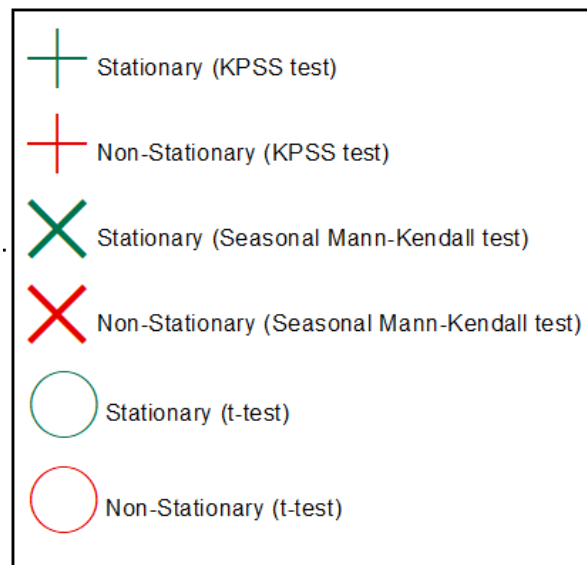 Stationary (KPSS test)
Non-Stationary (KPSS test)
Stationary (Seasonal Mann-Kendall test)
Non-Stationary (Seasonal Mann-Kendall test)
Stationary (t-test)
Non-Stationary (t-test)